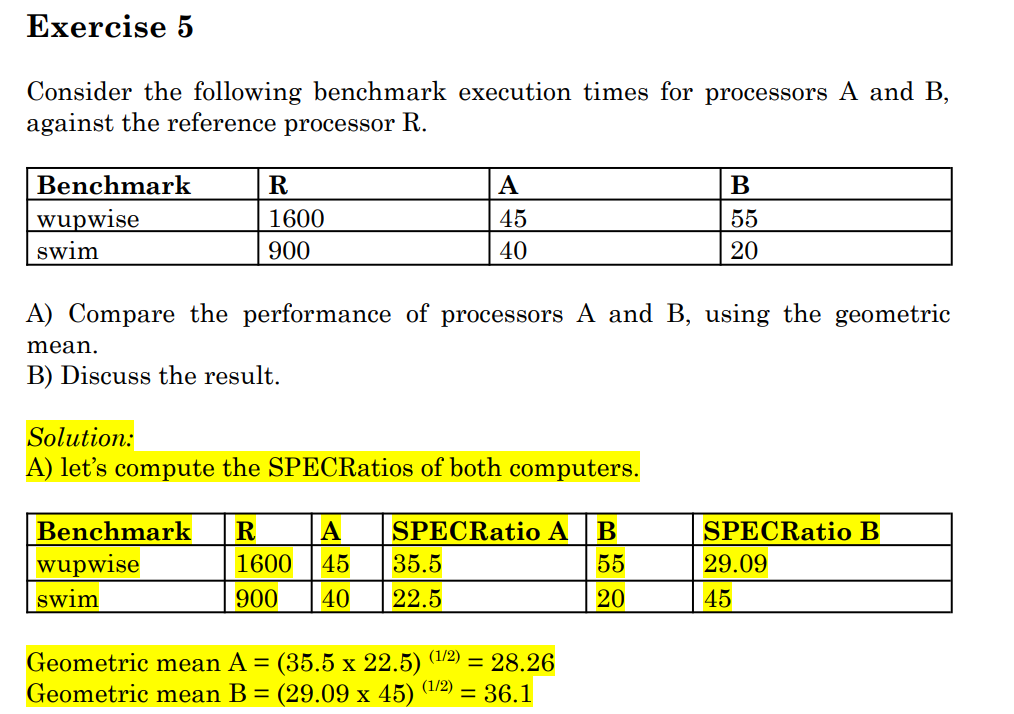 Exercise 5
Consider the following benchmark execution times for processors A and B,
against the reference processor R.
Benchmark R A B
wupwise 1600 45 55
swim 900 40 20
A) Compare the performance of processors A and B, using the geometric
mean.
B) Discuss the result.
Solution:
A) let's compute the SPECRatios of both computers.
Benchmark R A SPECRatio A B SPECRatio B
wupwise 1600 45 35.5 55 29.09
swim 900 40 22.5 20 45
Geometric mean A = (35.5 x 22.5) (1/2) = 28.26
Geometric mean B = (29.09 x 45) (1/2) = 36.1